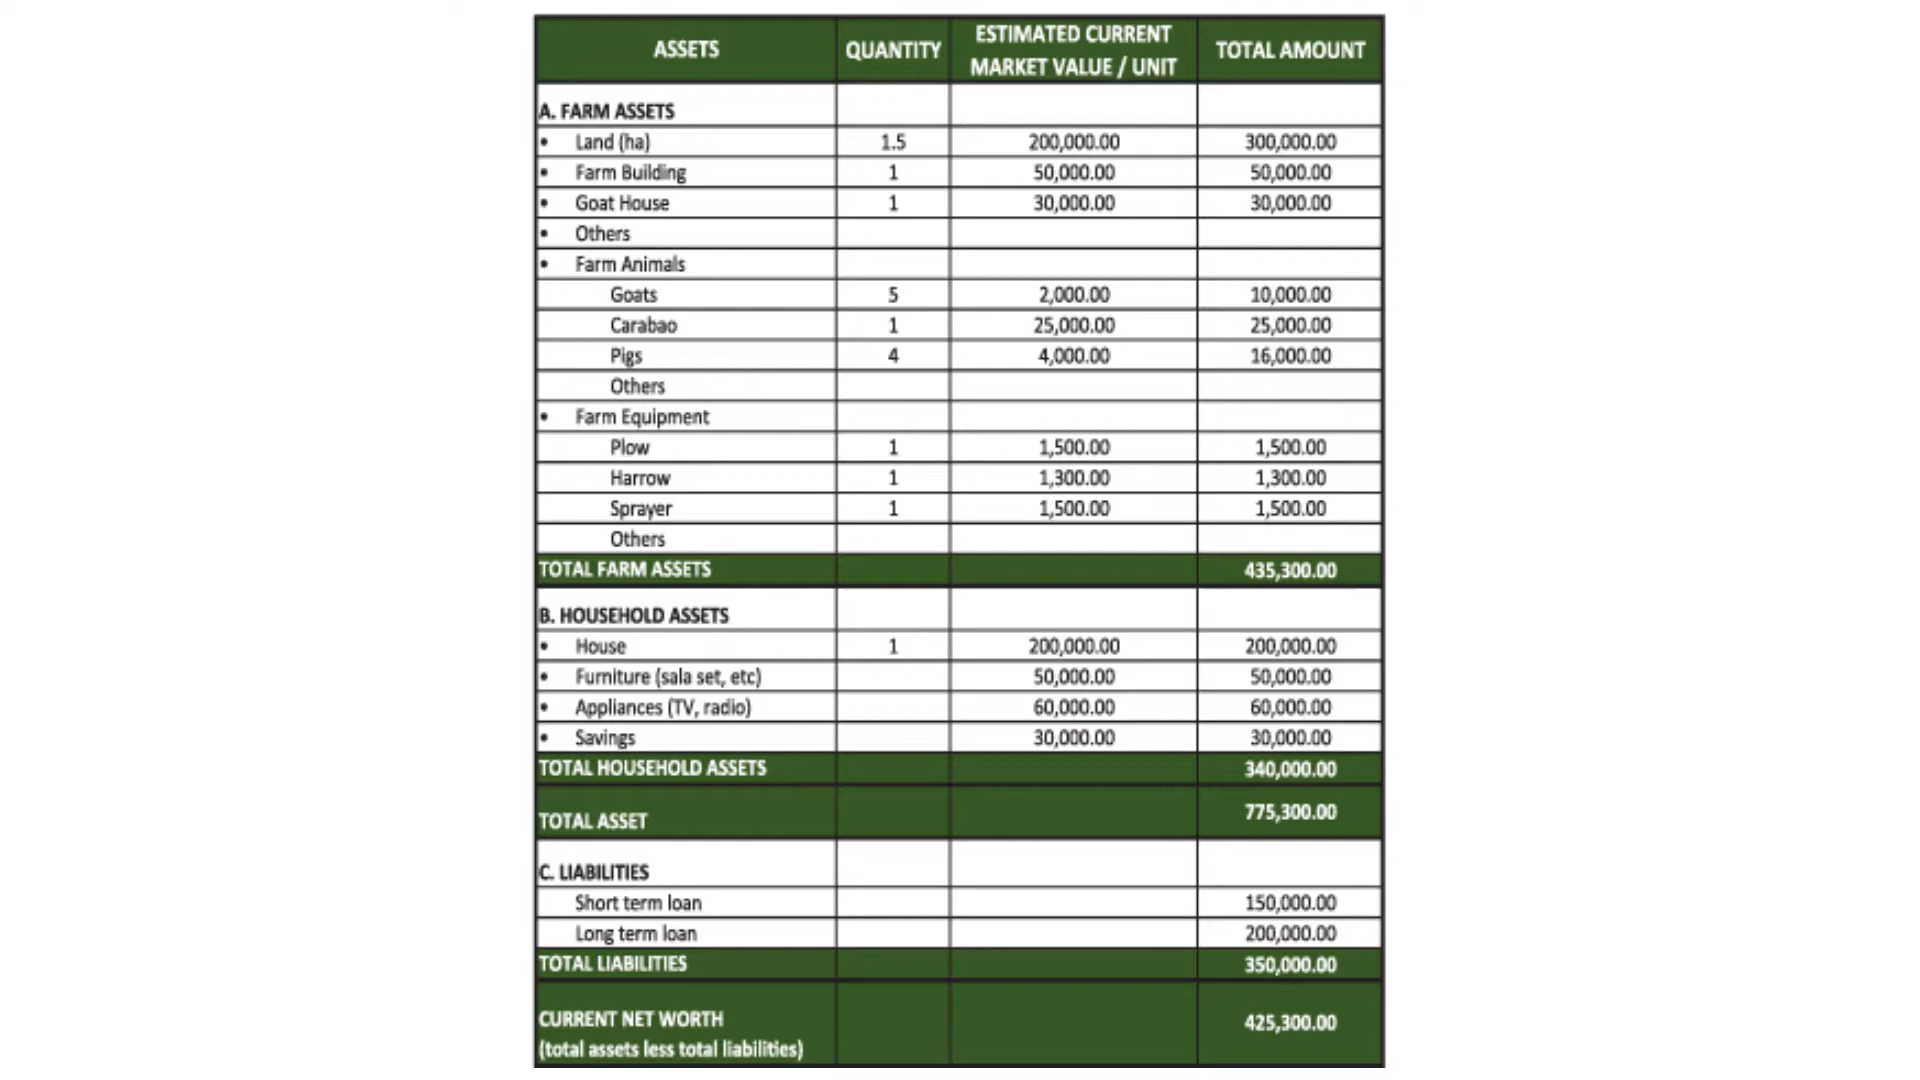 ASSETS QUANTITY ESTIMATED CURRENT MARKET VALUE / UNIT TOTAL AMOUNT
A. FARM ASSETS
• Land (ha) 1.5 200,000.00 300,000.00
• Farm Building 1 50,000.00 50,000.00
• Goat House 1 30,000.00 30,000.00
• Others
• Farm Animals
Goats 5 2,000.00 10,000.00
Carabao 1 25,000.00 25,000.00
Pigs 4 4,000.00 16,000.00
Others
• Farm Equipment
Plow 1 1,500.00 1,500.00
Harrow 1 1,300.00 1,300.00
Sprayer 1 1,500.00 1,500.00
Others
TOTAL FARM ASSETS 435,300.00
B. HOUSEHOLD ASSETS
• House 1 200,000.00 200,000.00
• Furniture (sala set, etc) 50,000.00 50,000.00
• Appliances (TV, radio) 60,000.00 60,000.00
• Savings 30,000.00 30,000.00
TOTAL HOUSEHOLD ASSETS 340,000.00
TOTAL ASSET 775,300.00
C. LIABILITIES
Short term loan 150,000.00
Long term loan 200,000.00
TOTAL LIABILITIES 350,000.00
CURRENT NET WORTH 425,300.00
(total assets less total liabilities)